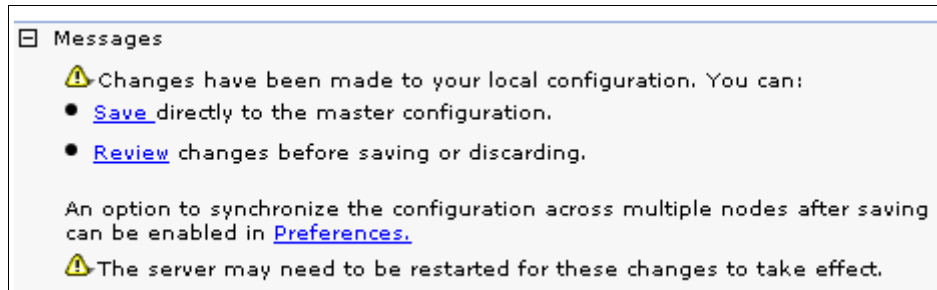 Messages
Changes have been made to your local configuration. You can:
Save directly to the master configuration.
Review changes before saving or discarding.
An option to synchronize the configuration across multiple nodes after saving
can be enabled in Preferences.
The server may need to be restarted for these changes to take effect.